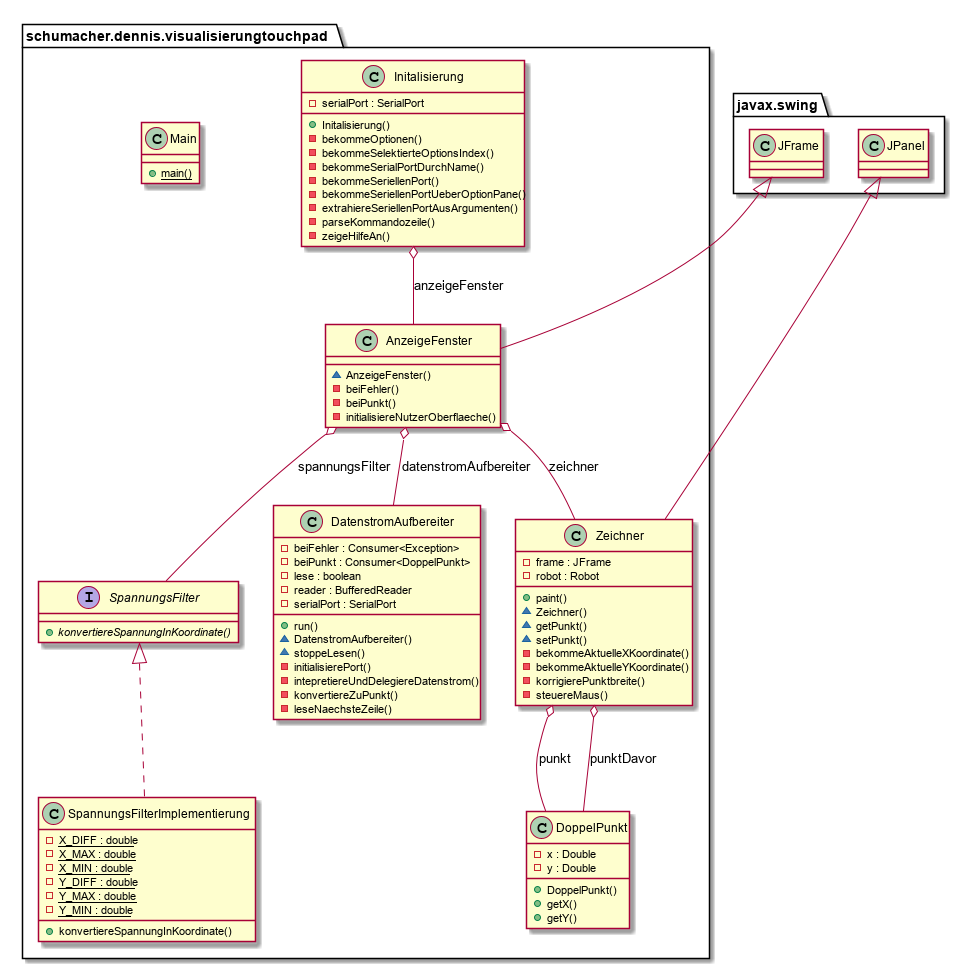 schumacher.dennis.visualisierungtouchpad
javax.swing
C Main
main()
C Initalisierung
serialPort : SerialPort
Initalisierung()
bekommeOptionen()
bekommeSelektierteOptionsIndex()
bekommeSerialPortDurchName()
bekommeSeriellenPort()
bekommeSeriellenPortUeberOptionPane()
extrahiereSeriellenPortAusArgumenten()
parseKommandozeile()
zeigeHilfeAn()
C JFrame
C JPanel
anzeigeFenster
C AnzeigeFenster
AnzeigeFenster()
beiFehler()
beiPunkt()
initialisiereNutzerOberflaeche()
spannungsFilter
datenstromAufbereiter
zeichner
I SpannungsFilter
konvertiereSpannungInKoordinate()
C DatenstromAufbereiter
beiFehler : Consumer<Exception>
beiPunkt : Consumer<DoppelPunkt>
lese : boolean
reader : BufferedReader
serialPort : SerialPort
run()
DatenstromAufbereiter()
stoppeLesen()
initialisierePort()
intepretiereUndDelegiereDatenstrom()
konvertiereZuPunkt()
leseNaechsteZeile()
C Zeichner
frame : JFrame
robot : Robot
paint()
Zeichner()
getPunkt()
setPunkt()
bekommeAktuelleXKoordinate()
bekommeAktuelleYKoordinate()
korrigierePunktbreite()
steuereMaus()
punkt
punktDavor
C SpannungsFilterImplementierung
X_DIFF : double
X_MAX : double
X_MIN : double
Y_DIFF : double
Y_MAX : double
Y_MIN : double
konvertiereSpannungInKoordinate()
C DoppelPunkt
x : Double
y : Double
DoppelPunkt()
getX()
getY()